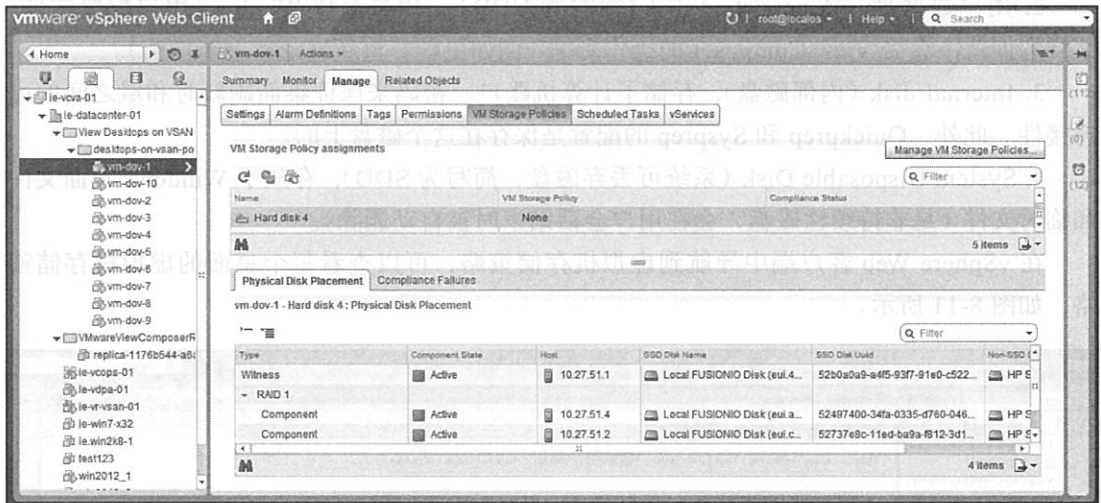 vmware vSphere Web Client
root@localos
Help
Search
Home
vm-dov-1 Actions
Summary Monitor Manage Related Objects
Settings Alarm Definitions Tags Permissions VM Storage Policies Scheduled Tasks vServices
VM Storage Policy assignments
Manage VM Storage Policies...
Filter
Name VM Storage Policy Compliance Status
Hard disk 4 None
5 items
Physical Disk Placement Compliance Failures
vm-dov-1 - Hard disk 4 : Physical Disk Placement
Filter
Type Component State Host SSD Disk Name SSD Disk Uuid Non-SSD
Witness Active 10.27.51.1 Local FUSIONIO Disk (eui.4... 52b0a0a9-a4f5-93f7-91e0-c522... HP S
RAID 1
Component Active 10.27.51.4 Local FUSIONIO Disk (eui.a... 52497400-34fa-0335-d760-046... HP S
Component Active 10.27.51.2 Local FUSIONIO Disk (eui.c... 52737e8c-11ed-ba9a-f812-3d1... HP S
4 items
ie-vcva-01
ie-datacenter-01
View Desktops on VSAN
desktops-on-vsan-po
vm-dov-1
vm-dov-10
vm-dov-2
vm-dov-3
vm-dov-4
vm-dov-5
vm-dov-6
vm-dov-7
vm-dov-8
vm-dov-9
VMwareViewComposerR
replica-1176b544-a8a
ie-vcops-01
ie-vdpa-01
ie-vr-vsan-01
ie-win7-x32
ie.win2k8-1
test123
win2012_1
(112
(0)
(12)